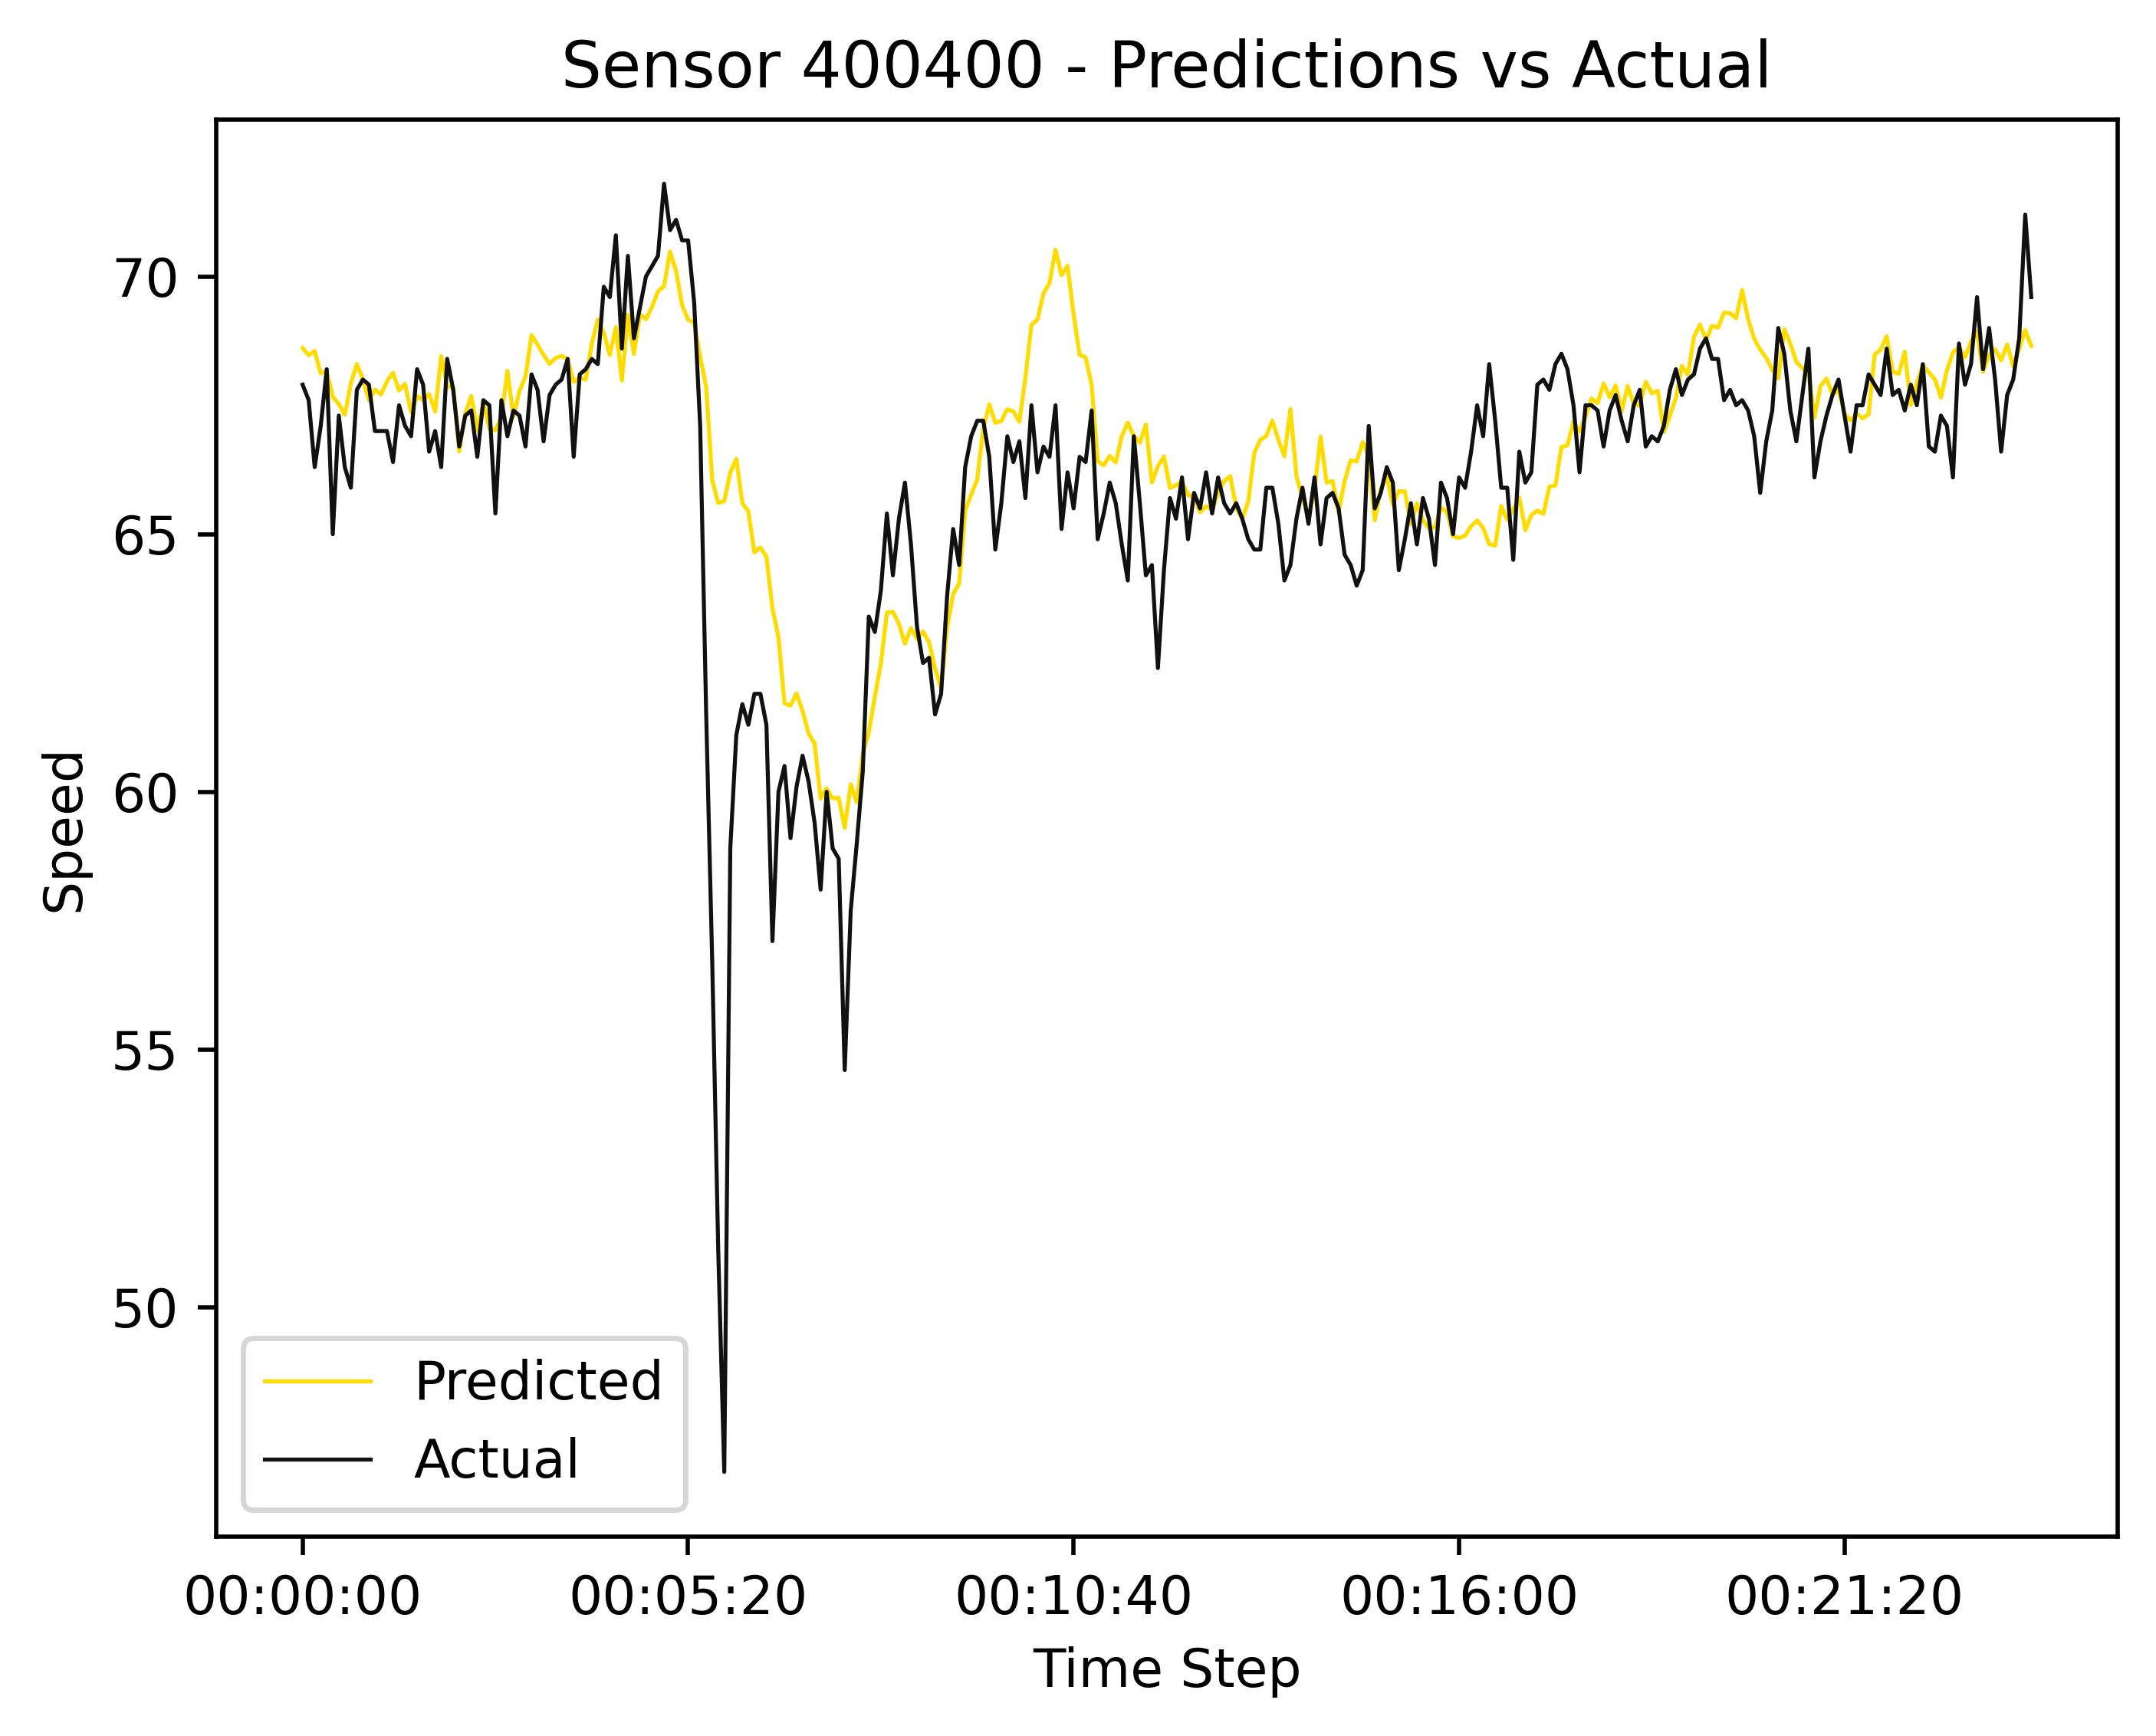 Sensor 400400 - Predictions vs Actual
70
65
60
55
50
Speed
Predicted
Actual
00:00:00 00:05:20 00:10:40 00:16:00 00:21:20
Time Step